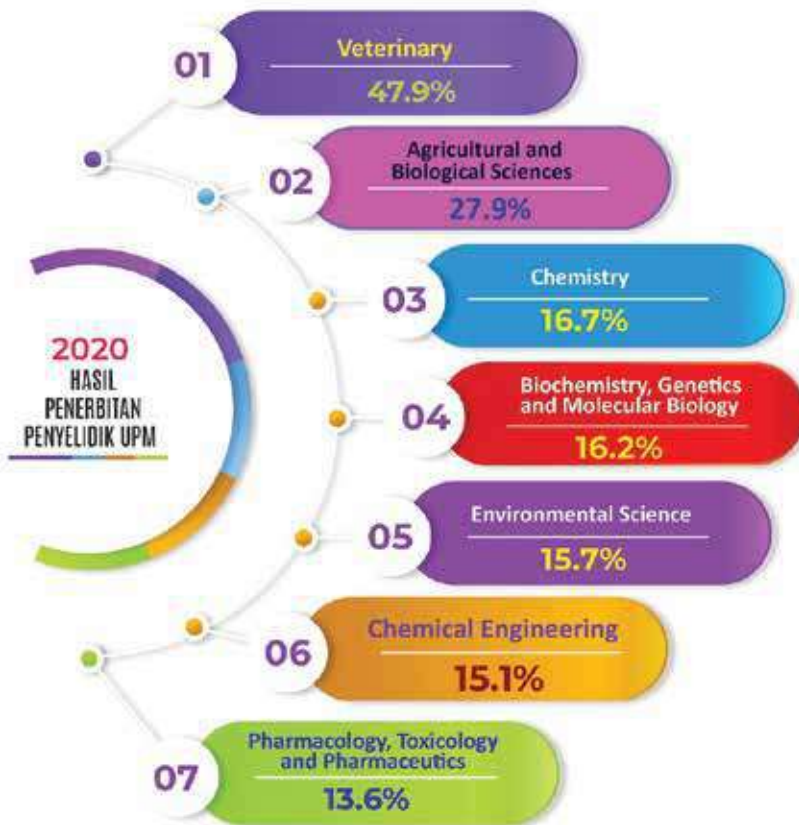 01
Veterinary
47.9%
02
Agricultural and
Biological Sciences
27.9%
03
Chemistry
16.7%
2020
HASIL
PENERBITAN
PENYELIDIK UPM
04
Biochemistry, Genetics
and Molecular Biology
16.2%
05
Environmental Science
15.7%
06
Chemical Engineering
15.1%
07
Pharmacology, Toxicology
and Pharmaceutics
13.6%